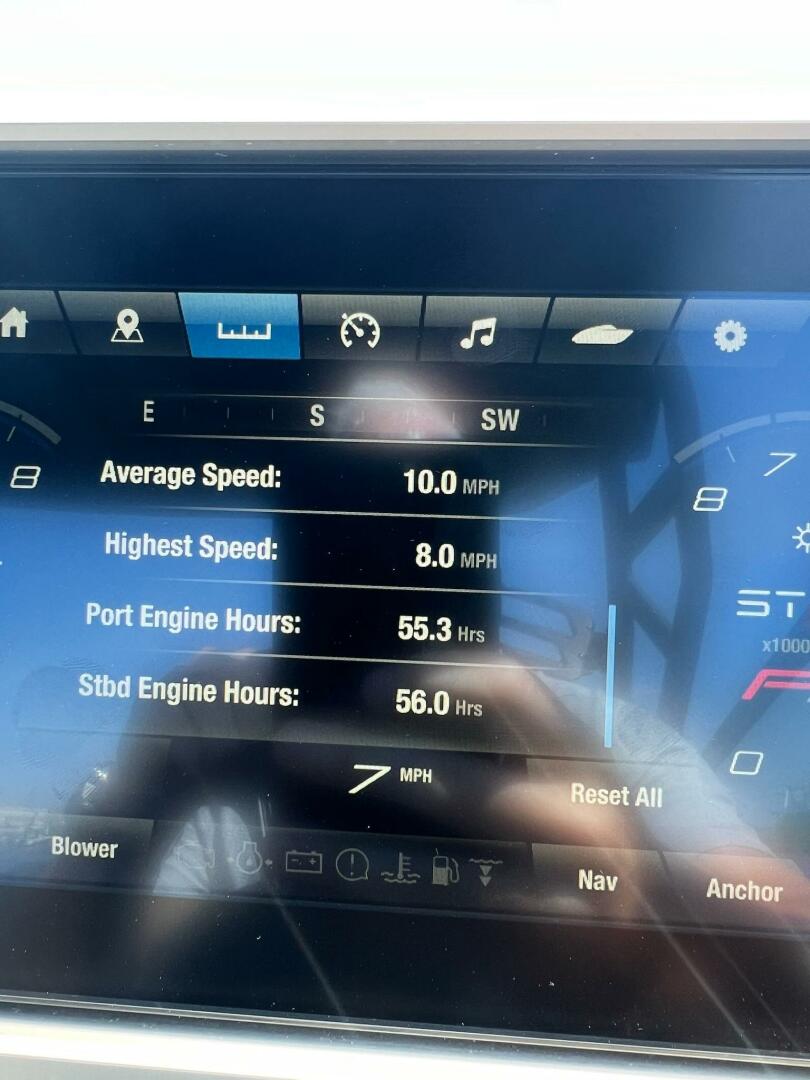 E S SW
8
Average Speed: 10.0 MPH
8 7
Highest Speed: 8.0 MPH
Port Engine Hours: 55.3 Hrs
ST
x1000
Stbd Engine Hours: 56.0 Hrs
7 MPH
0
Reset All
Blower
Nav
Anchor